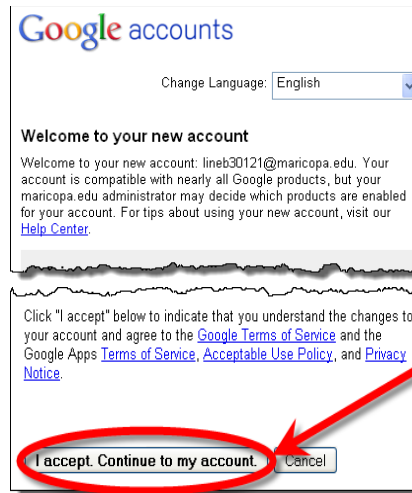 Google accounts
Change Language: English
Welcome to your new account
Welcome to your new account: lineb30121@maricopa.edu. Your
account is compatible with nearly all Google products, but your
maricopa.edu administrator may decide which products are enabled
for your account. For tips about using your new account, visit our
Help Center.
Click "I accept" below to indicate that you understand the changes to
your account and agree to the Google Terms of Service and the
Google Apps Terms of Service, Acceptable Use Policy, and Privacy
Notice.
I accept. Continue to my account. Cancel